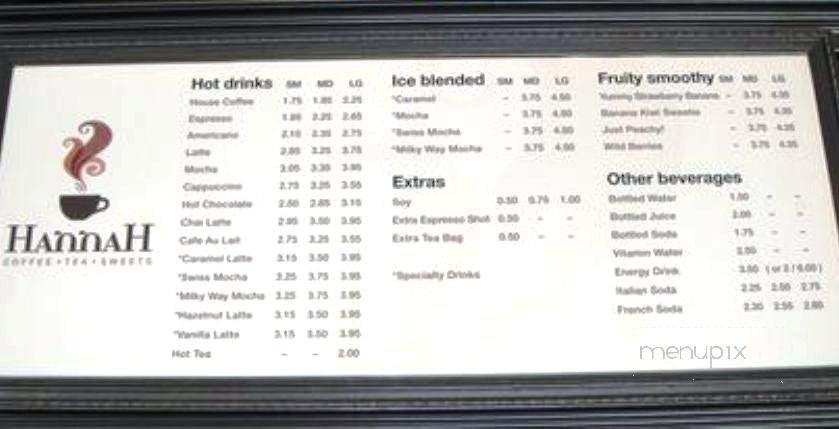 HANNAH
COFFEE • TEA • SWEETS
Hot drinks SM MD LG
House Coffee 1.75 1.95 2.25
Espresso 1.95 2.25 2.65
Americano 2.10 2.35 2.75
Latte 2.85 3.25 3.75
Mocha 3.05 3.35 3.95
Cappuccino 2.75 3.25 3.55
Hot Chocolate 2.50 2.85 3.15
Chai Latte 2.95 3.50 3.95
Cafe Au Lait 2.75 3.25 3.55
*Caramel Latte 3.15 3.50 3.95
*Swiss Mocha 3.25 3.75 3.95
*Milky Way Mocha 3.25 3.75 3.95
*Hazelnut Latte 3.15 3.50 3.95
*Vanilla Latte 3.15 3.50 3.95
Hot Tea – – 2.00
Ice blended SM MD LG
*Caramel – 3.75 4.50
*Mocha – 3.75 4.50
*Swiss Mocha – 3.75 4.50
*Milky Way Mocha – 3.75 4.50
Extras
Soy 0.50 0.75 1.00
Extra Espresso Shot 0.50 – –
Extra Tea Bag 0.50 – –
*Specialty Drinks
Fruity smoothy SM MD LG
Yummy Strawberry Banana – 3.75 4.35
Banana Kiwi Sweetie – 3.75 4.35
Just Peachy! – 3.75 4.35
Wild Berries – 3.75 4.35
Other beverages
Bottled Water 1.50 – –
Bottled Juice 2.00 – –
Bottled Soda 1.75 – –
Vitamin Water 2.50 – –
Energy Drink 3.50 (or 2 / 6.00)
Italian Soda 2.25 2.50 2.75
French Soda 2.30 2.55 2.80
menupix